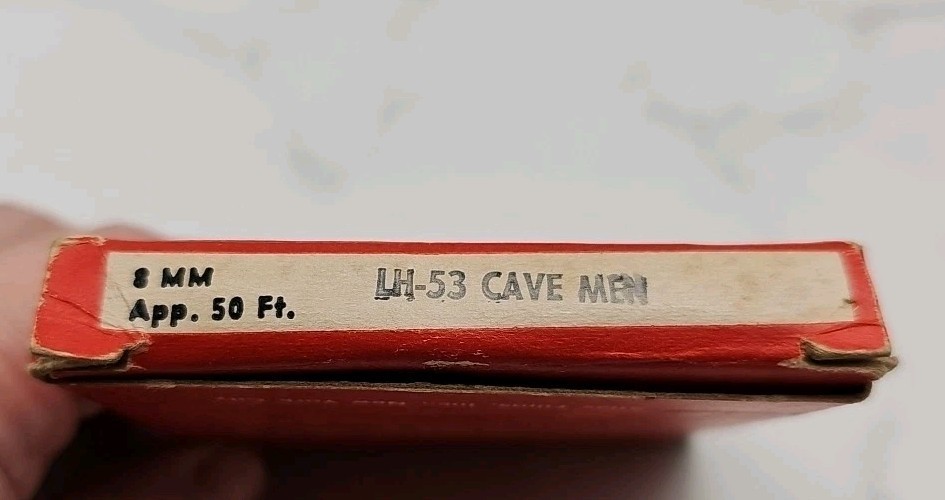 8 MM
App. 50 Ft.
LH-53 CAVE MEN